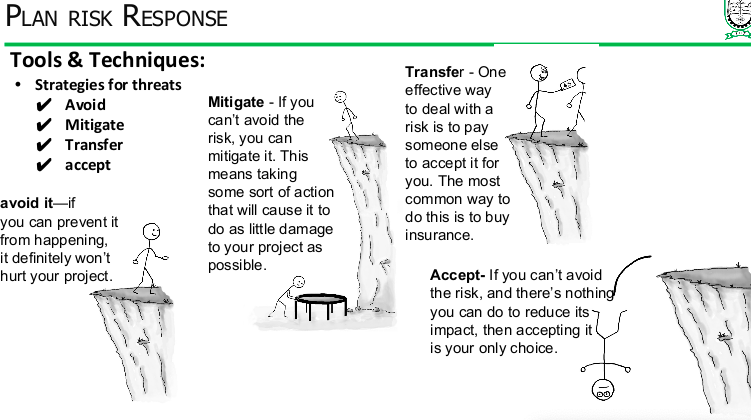 PLAN RISK RESPONSE
Tools & Techniques:
• Strategies for threats
✔ Avoid
✔ Mitigate
✔ Transfer
✔ accept
avoid it—if
you can prevent it
from happening,
it definitely won't
hurt your project.
Mitigate - If you
can't avoid the
risk, you can
mitigate it. This
means taking
some sort of action
that will cause it to
do as little damage
to your project as
possible.
Transfer - One
effective way
to deal with a
risk is to pay
someone else
to accept it for
you. The most
common way to
do this is to buy
insurance.
Accept- If you can't avoid
the risk, and there's nothing
you can do to reduce its
impact, then accepting it
is your only choice.